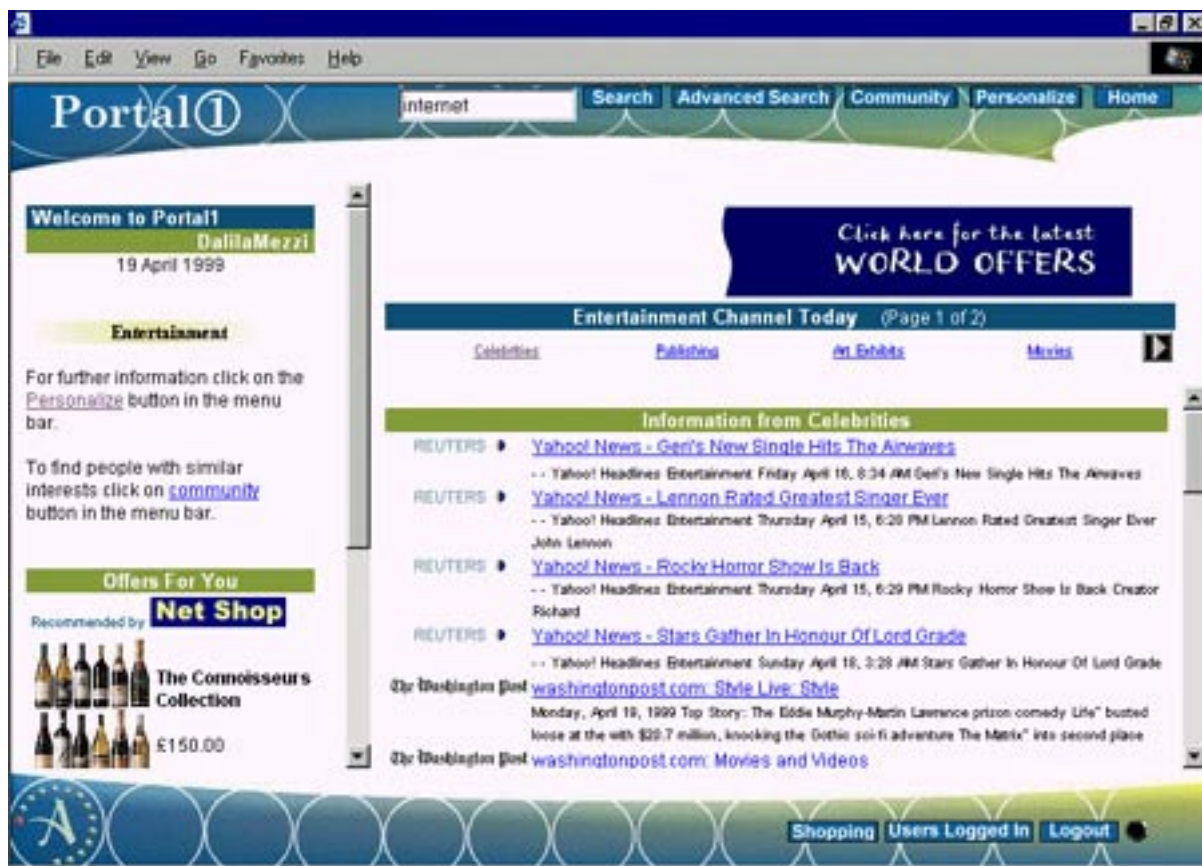 File Edit View Go Favorites Help
Portal1
internet
Search Advanced Search Community Personalize Home
Welcome to Portal1
DalilaMezzi
19 April 1999
Entertainment
For further information click on the
Personalize button in the menu
bar.
To find people with similar
interests click on community
button in the menu bar.
Offers For You
Recommended by Net Shop
The Connoisseurs
Collection
£150.00
Click here for the latest
WORLD OFFERS
Entertainment Channel Today (Page 1 of 2)
Celebrities Publishing Art Exhibits Movies
Information from Celebrities
REUTERS Yahoo! News - Geri's New Single Hits The Airwaves
- - Yahoo! Headlines Entertainment Friday April 16, 8:34 AM Geri's New Single Hits The Airwaves
REUTERS Yahoo! News - Lennon Rated Greatest Singer Ever
- - Yahoo! Headlines Entertainment Thursday April 15, 6:28 PM Lennon Rated Greatest Singer Ever
John Lennon
REUTERS Yahoo! News - Rocky Horror Show Is Back
- - Yahoo! Headlines Entertainment Thursday April 15, 6:29 PM Rocky Horror Show Is Back Creator
Richard
REUTERS Yahoo! News - Stars Gather In Honour Of Lord Grade
- - Yahoo! Headlines Entertainment Sunday April 18, 3:28 AM Stars Gather In Honour Of Lord Grade
The Washington Post washingtonpost.com: Style Live: Style
Monday, April 19, 1999 Top Story: The Eddie Murphy-Martin Lawrence prison comedy Life" busted
loose at the with $20.7 million, knocking the Gothic sci-fi adventure The Matrix" into second place
The Washington Post washingtonpost.com: Movies and Videos
A
Shopping Users Logged In Logout